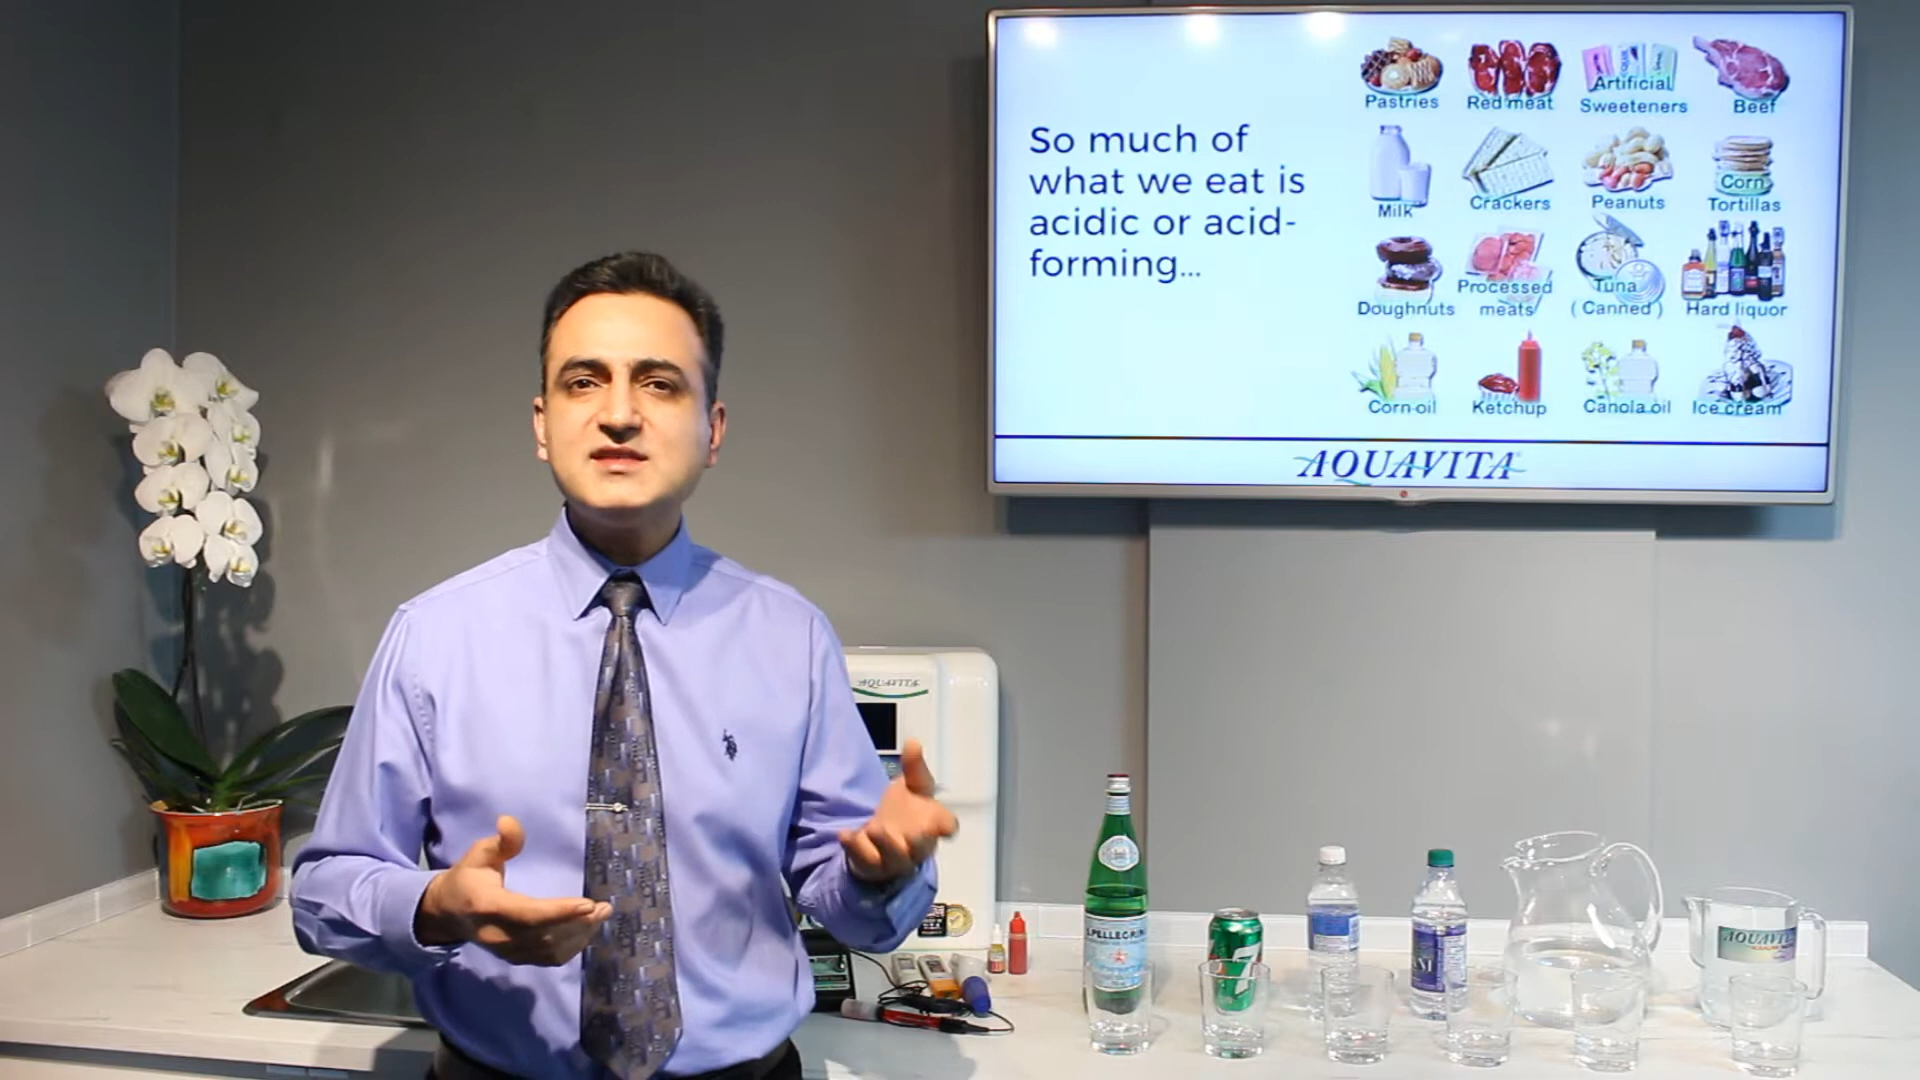 So much of
what we eat is
acidic or acid-
forming...
Pastries
Red meat
Artificial
Sweeteners
Beef
Milk
Crackers
Peanuts
Corn
Tortillas
Doughnuts
Processed
meats
Tuna
( Canned )
Hard liquor
Corn oil
Ketchup
Canola oil
Ice cream
AQUAVITA
AQUAVITA
S.PELLEGRINO
7
AQUAVITA